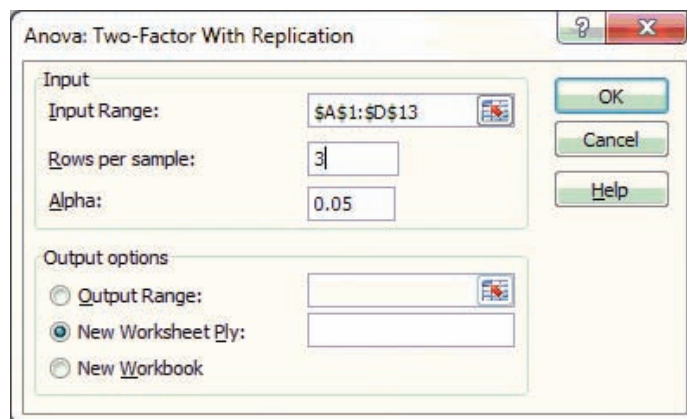 Anova: Two-Factor With Replication
?
Input
Input Range:
$A$1:$D$13
Rows per sample:
3
Alpha:
0.05
OK
Cancel
Help
Output options
Output Range:
New Worksheet Ply:
New Workbook